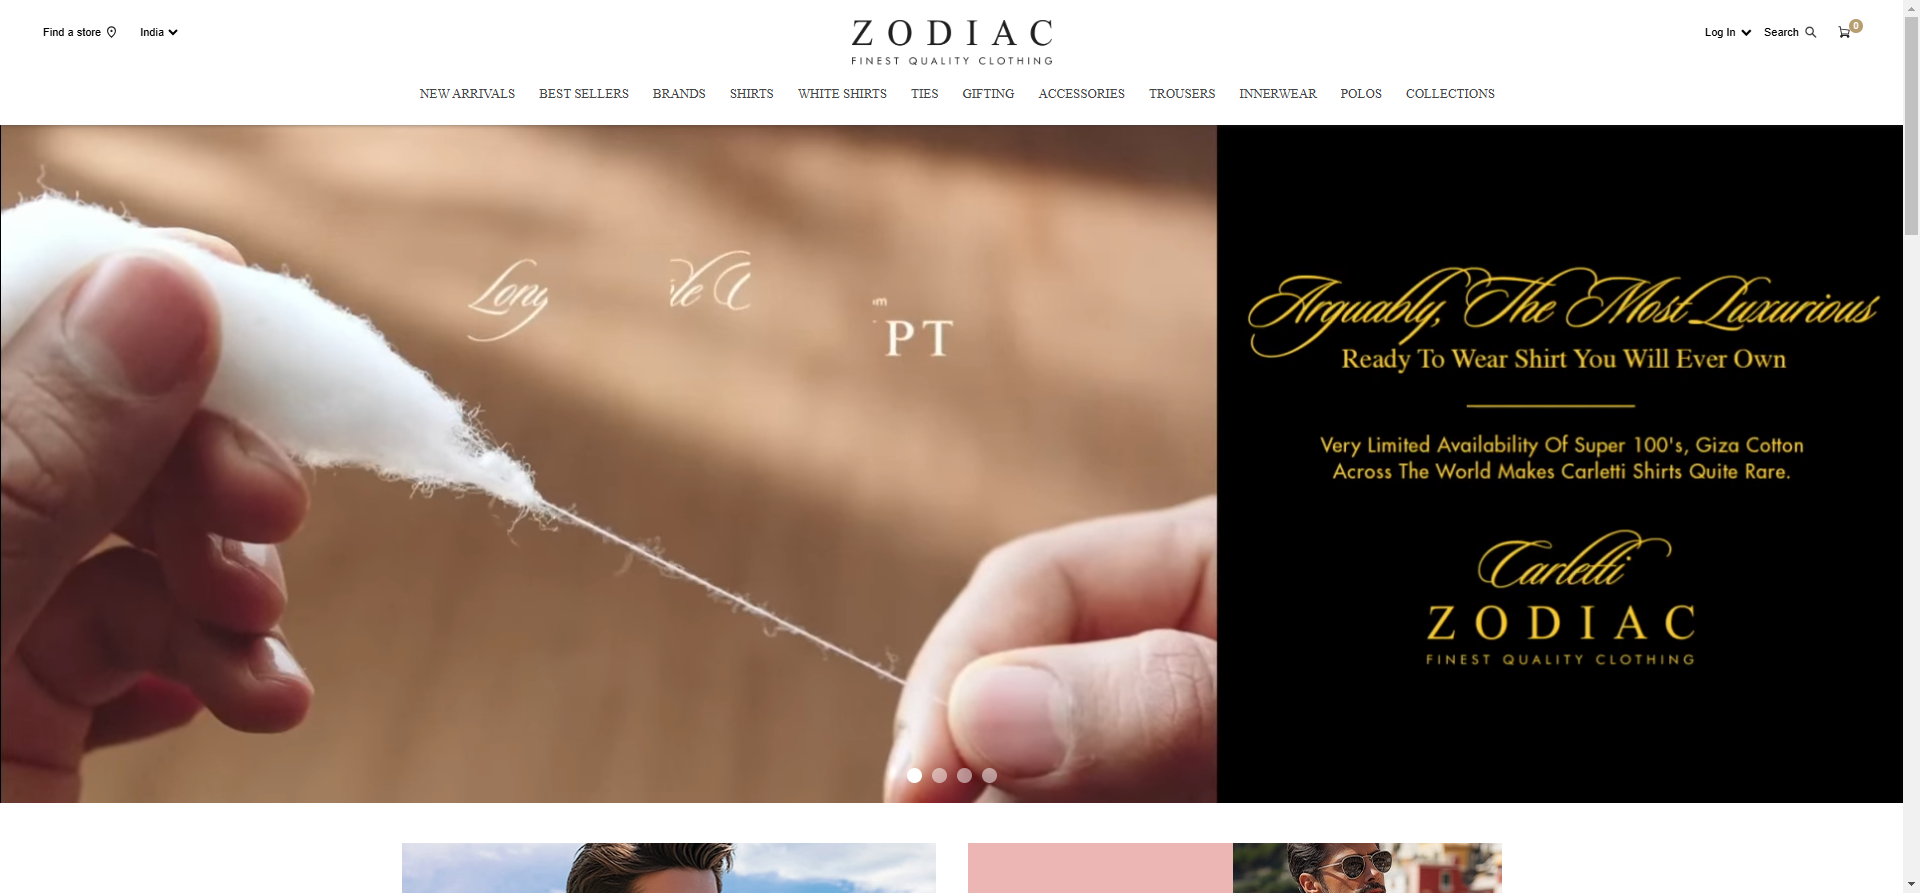 Find a store
India
ZODIAC
FINEST QUALITY CLOTHING
Log In
Search
0
NEW ARRIVALS BEST SELLERS BRANDS SHIRTS WHITE SHIRTS TIES GIFTING ACCESSORIES TROUSERS INNERWEAR POLOS COLLECTIONS
Long
PT
Arguably, The Most Luxurious
Ready To Wear Shirt You Will Ever Own
Very Limited Availability Of Super 100's, Giza Cotton
Across The World Makes Carletti Shirts Quite Rare.
Carletti
ZODIAC
FINEST QUALITY CLOTHING